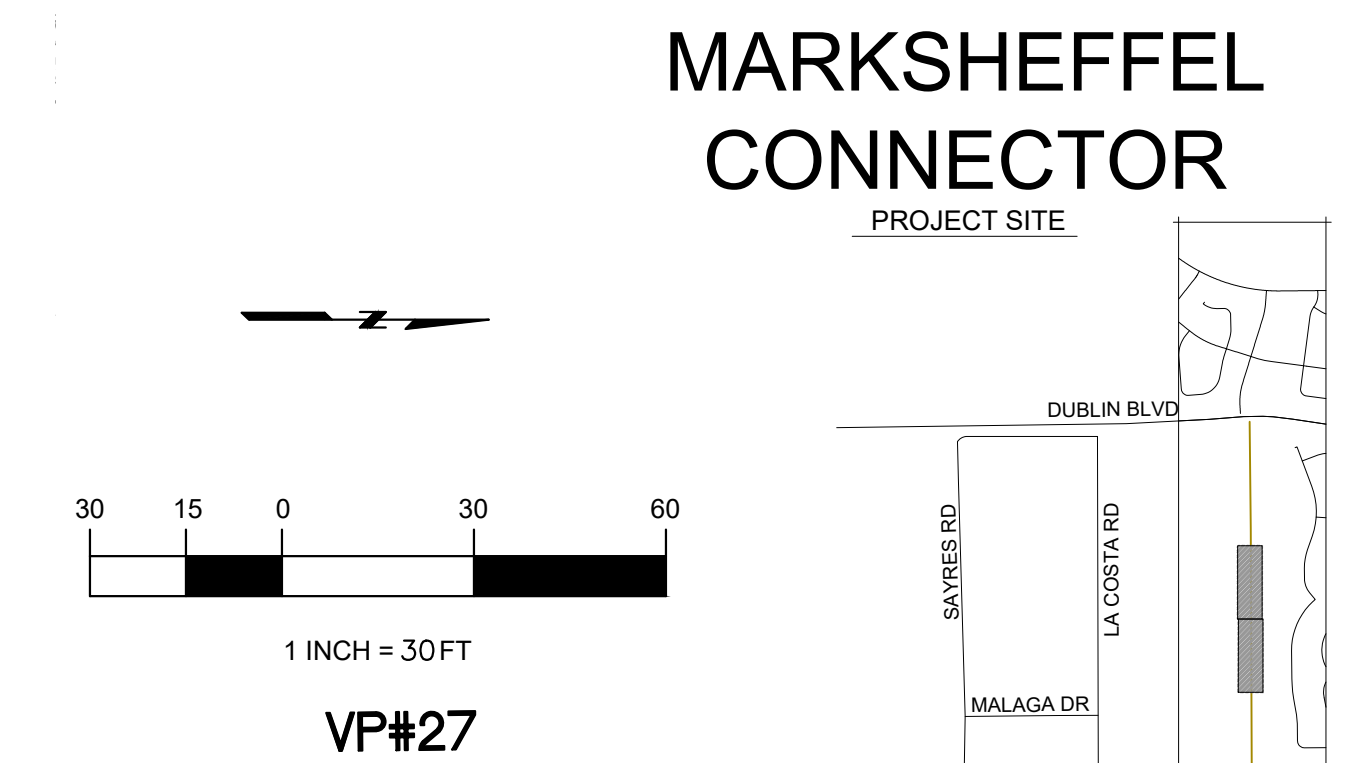 MARKSHEFFEL
CONNECTOR
PROJECT SITE
N
DUBLIN BLVD
30 15 0 30 60
SAYRES RD
LA COSTA RD
1 INCH = 30 FT
MALAGA DR
VP#27